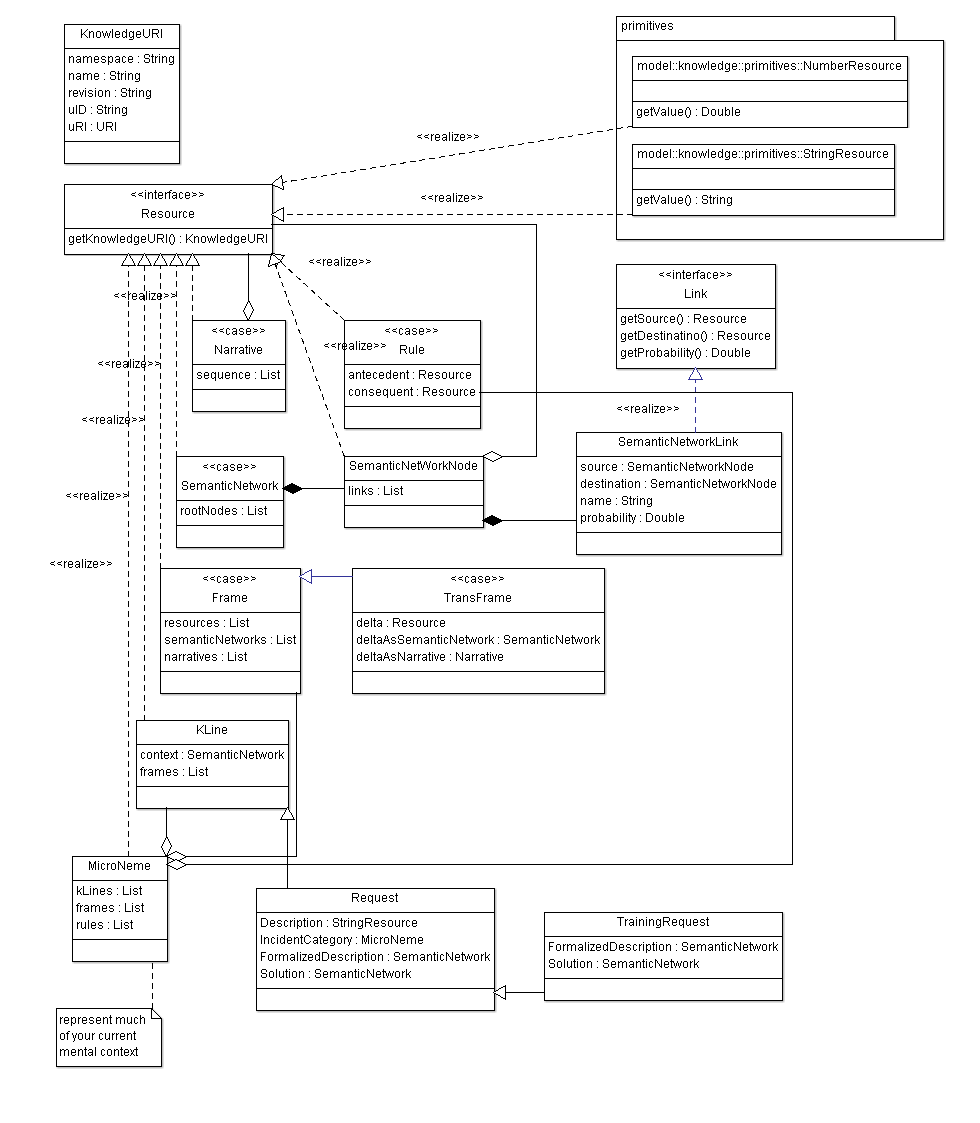 KnowledgeURI
namespace : String
name : String
revision : String
uID : String
uRI : URI
primitives
model::knowledge::primitives::NumberResource
getValue() : Double
model::knowledge::primitives::StringResource
getValue() : String
<<realize>>
<<realize>>
<<interface>>
Resource
getKnowledgeURI() : KnowledgeURI
<<realize>>
<<realize>>
<<realize>>
<<realize>>
<<realize>>
<<realize>>
<<realize>>
<<interface>>
Link
getSource() : Resource
getDestinatino() : Resource
getProbability() : Double
<<realize>>
<<case>>
Narrative
sequence : List
<<case>>
Rule
antecedent : Resource
consequent : Resource
<<case>>
SemanticNetwork
rootNodes : List
SemanticNetWorkNode
links : List
SemanticNetworkLink
source : SemanticNetworkNode
destination : SemanticNetworkNode
name : String
probability : Double
<<case>>
Frame
resources : List
semanticNetworks : List
narratives : List
<<case>>
TransFrame
delta : Resource
deltaAsSemanticNetwork : SemanticNetwork
deltaAsNarrative : Narrative
KLine
context : SemanticNetwork
frames : List
MicroNeme
kLines : List
frames : List
rules : List
Request
Description : StringResource
IncidentCategory : MicroNeme
FormalizedDescription : SemanticNetwork
Solution : SemanticNetwork
TrainingRequest
FormalizedDescription : SemanticNetwork
Solution : SemanticNetwork
represent much
of your current
mental context